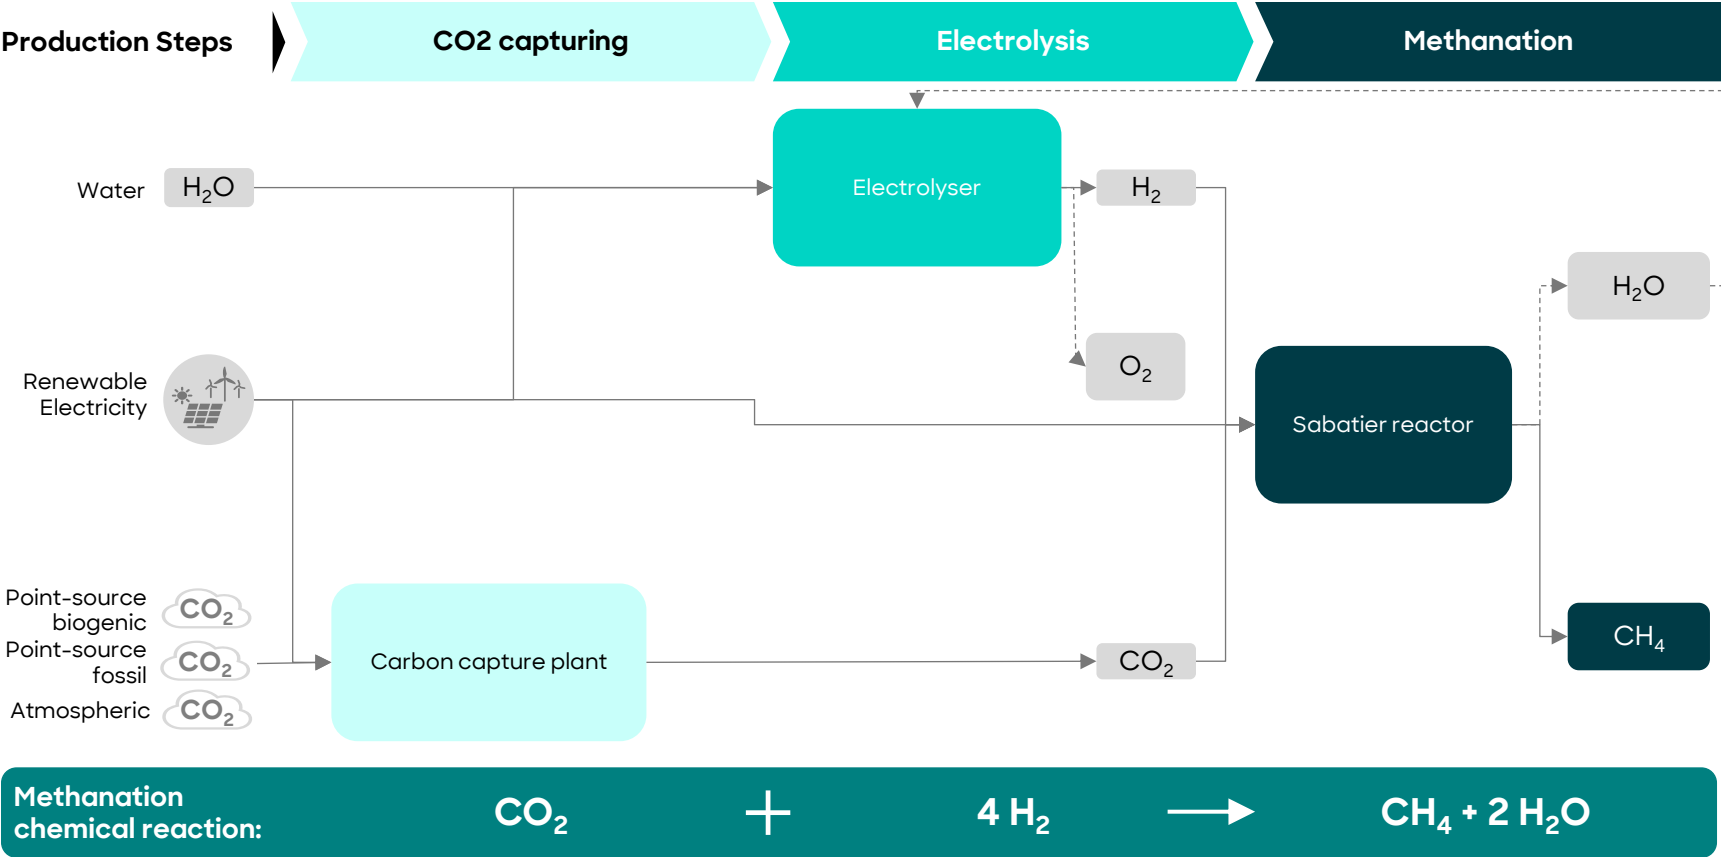 Production Steps
CO2 capturing
Electrolysis
Methanation
Water
H₂O
Electrolyser
H₂
H₂O
O₂
Renewable
Electricity
Sabatier reactor
Point-source
biogenic
CO₂
Point-source
fossil
CO₂
Atmospheric
CO₂
Carbon capture plant
CO₂
CH₄
Methanation
chemical reaction:
CO₂ + 4 H₂ → CH₄ + 2 H₂O